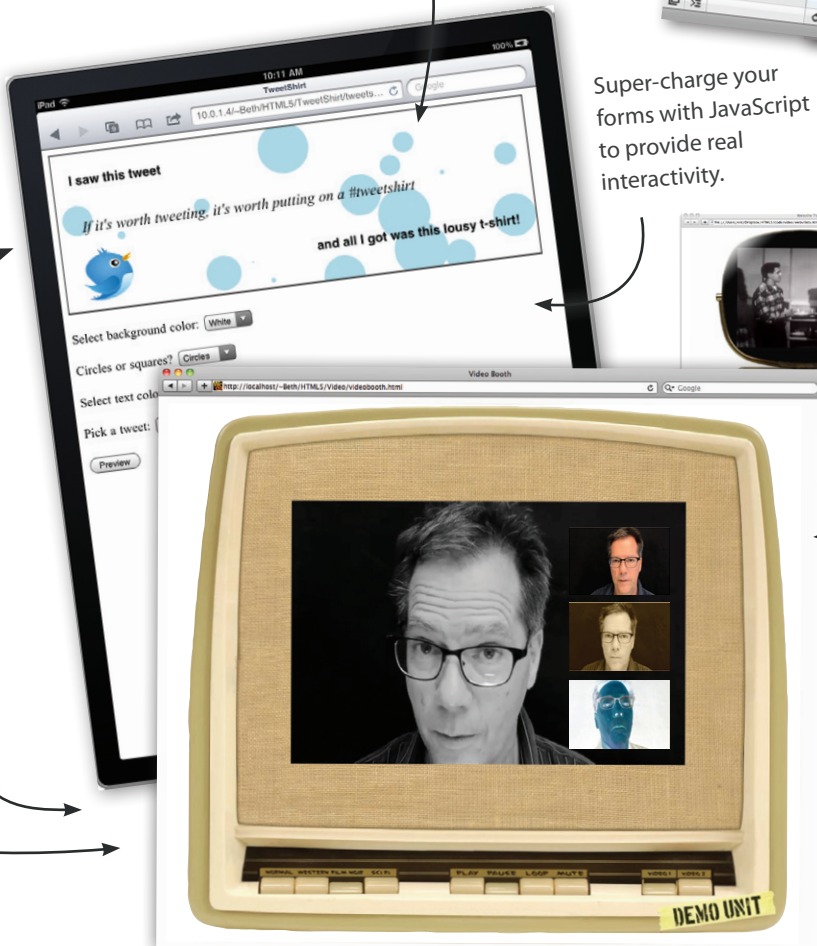 iPad
10:11 AM
100%
TweetShirt
10.0.1.4/~Beth/HTML5/TweetShirt/tweets...
Google
I saw this tweet
If it's worth tweeting, it's worth putting on a #tweetshirt
and all I got was this lousy t-shirt!
Select background color: White
Circles or squares? Circles
Select text colo
Pick a tweet:
Preview
Super-charge your
forms with JavaScript
to provide real
interactivity.
Video Booth
http://localhost/~Beth/HTML5/Video/videobooth.html
Google
NORMAL WESTERN FILM NOIR SCI-FI PLAY PAUSE LOOP MUTE VIDEO 1 VIDEO 2
DEMO UNIT